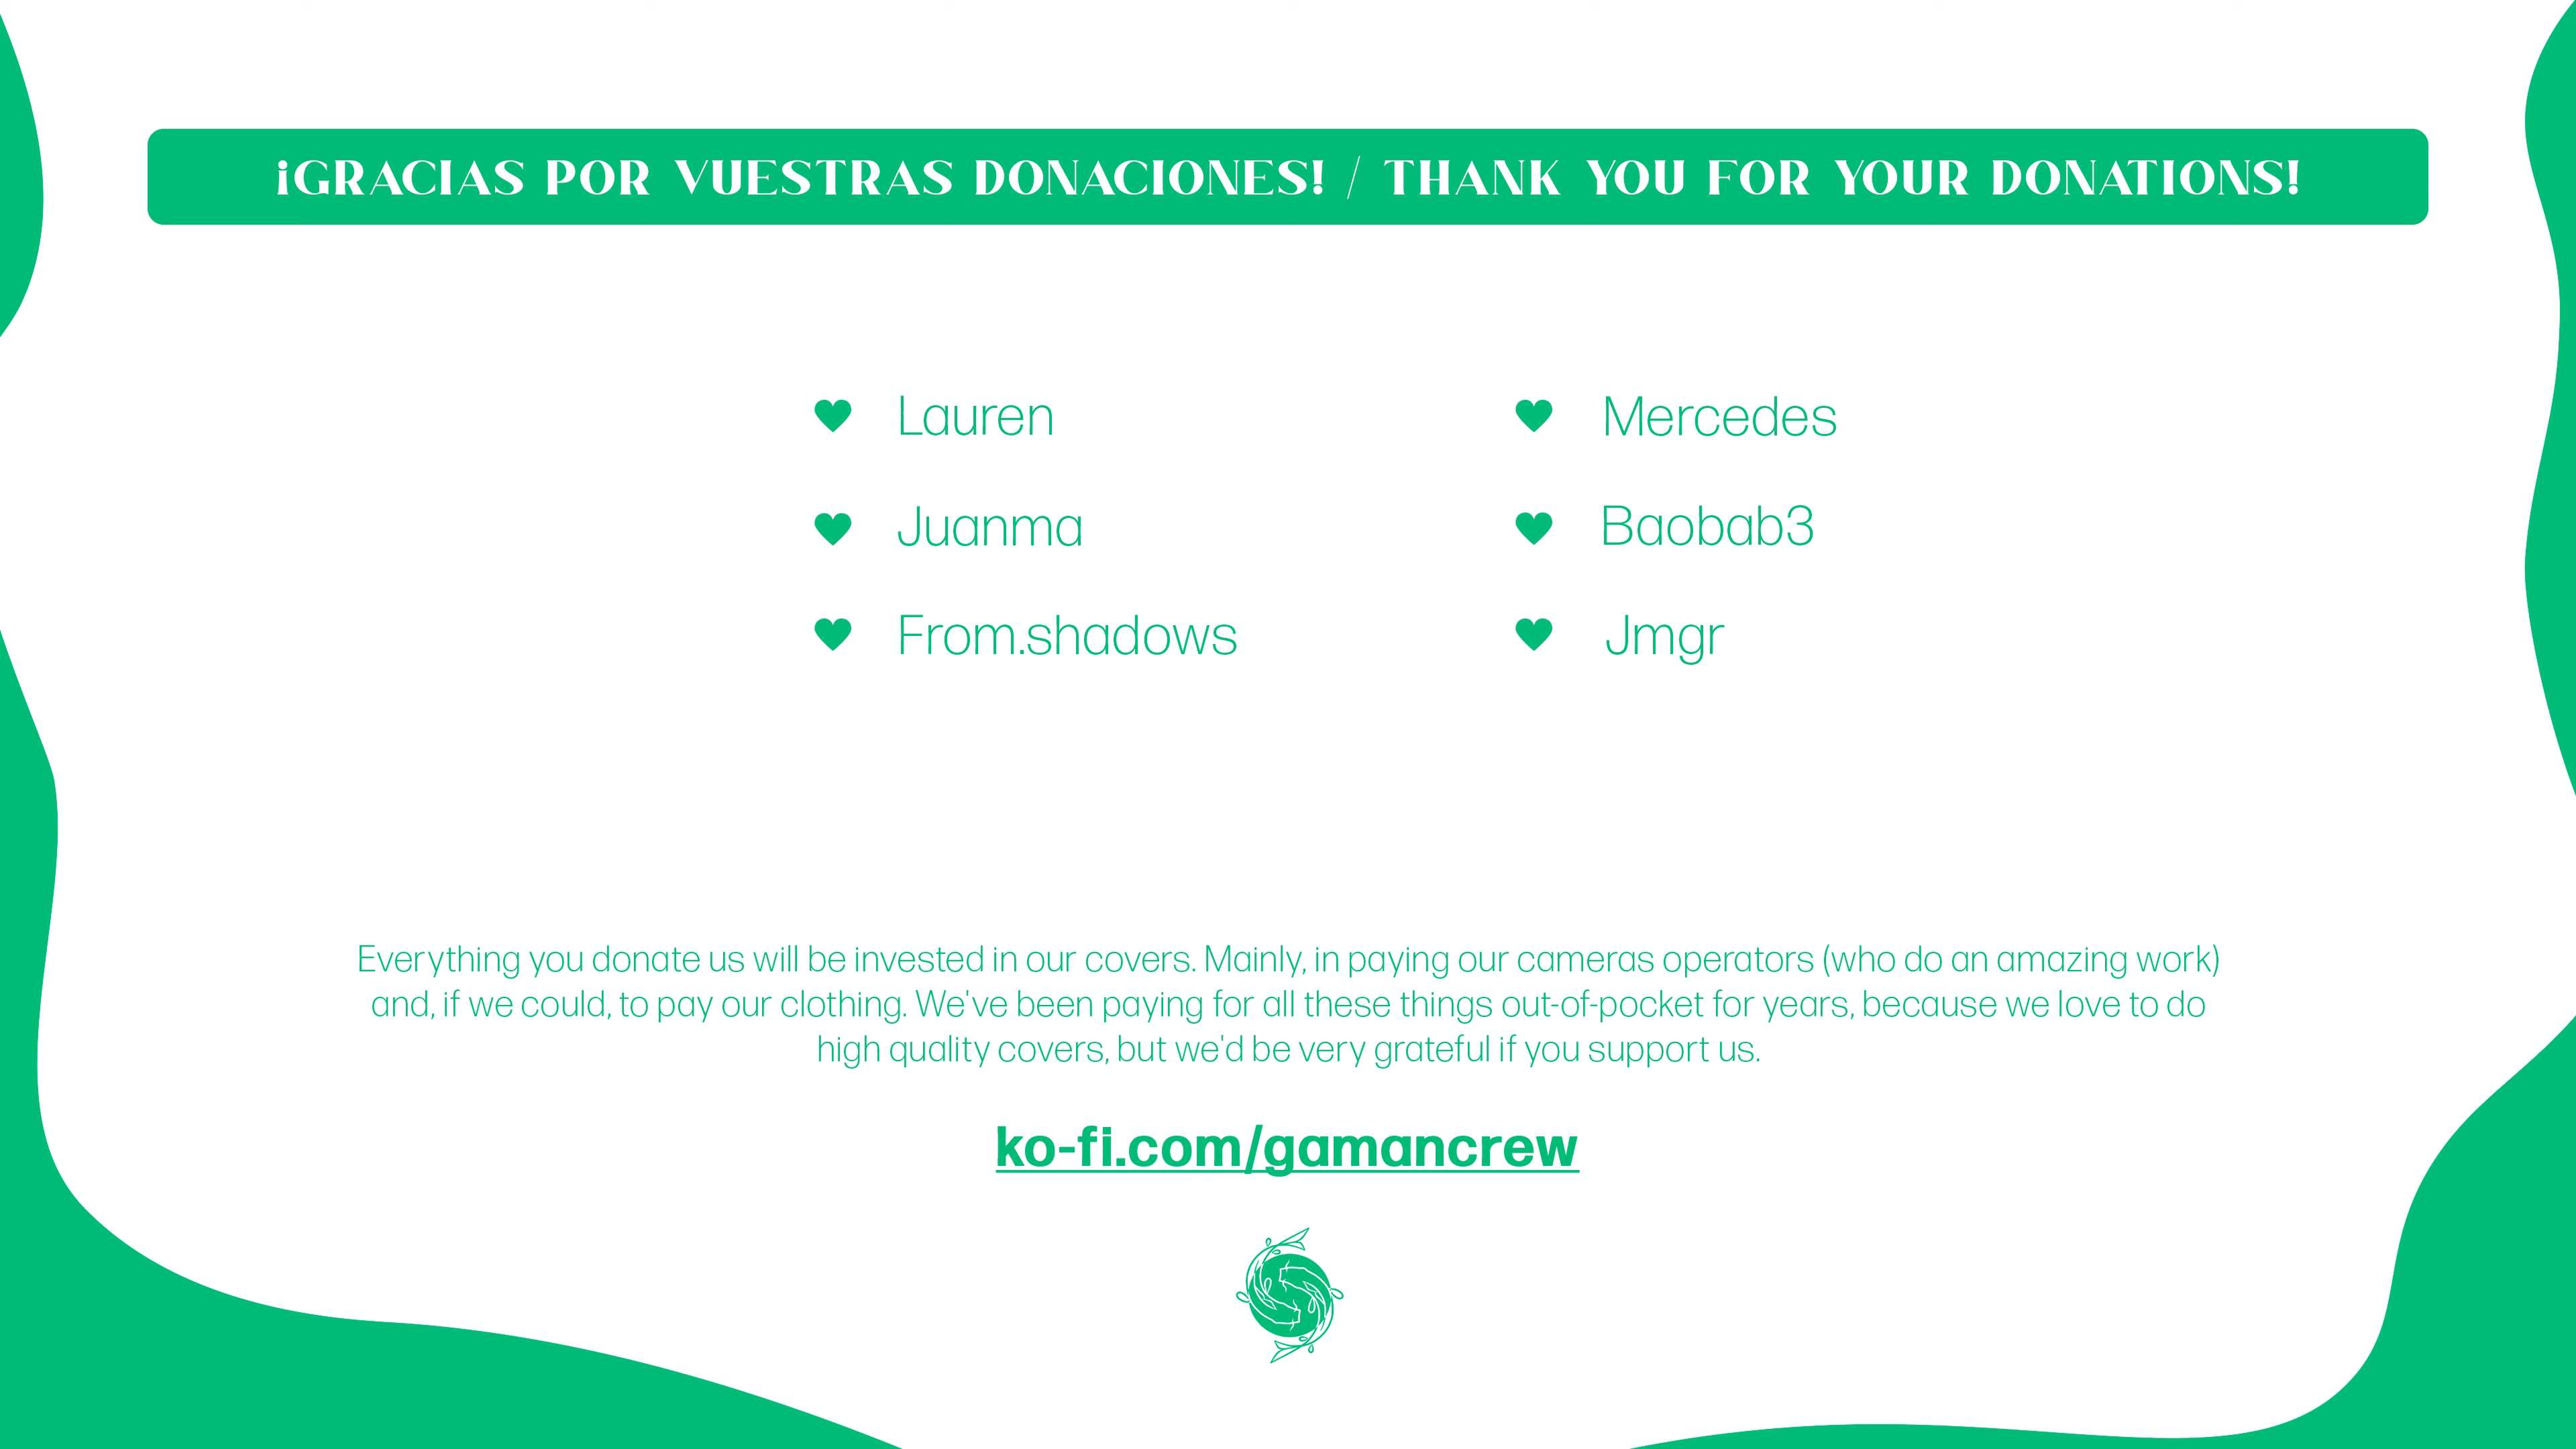 ¡GRACIAS POR VUESTRAS DONACIONES! / THANK YOU FOR YOUR DONATIONS!
Lauren
Juanma
From.shadows
Mercedes
Baobab3
Jmgr
Everything you donate us will be invested in our covers. Mainly, in paying our cameras operators (who do an amazing work)
and, if we could, to pay our clothing. We've been paying for all these things out-of-pocket for years, because we love to do
high quality covers, but we'd be very grateful if you support us.
ko-fi.com/gamancrew